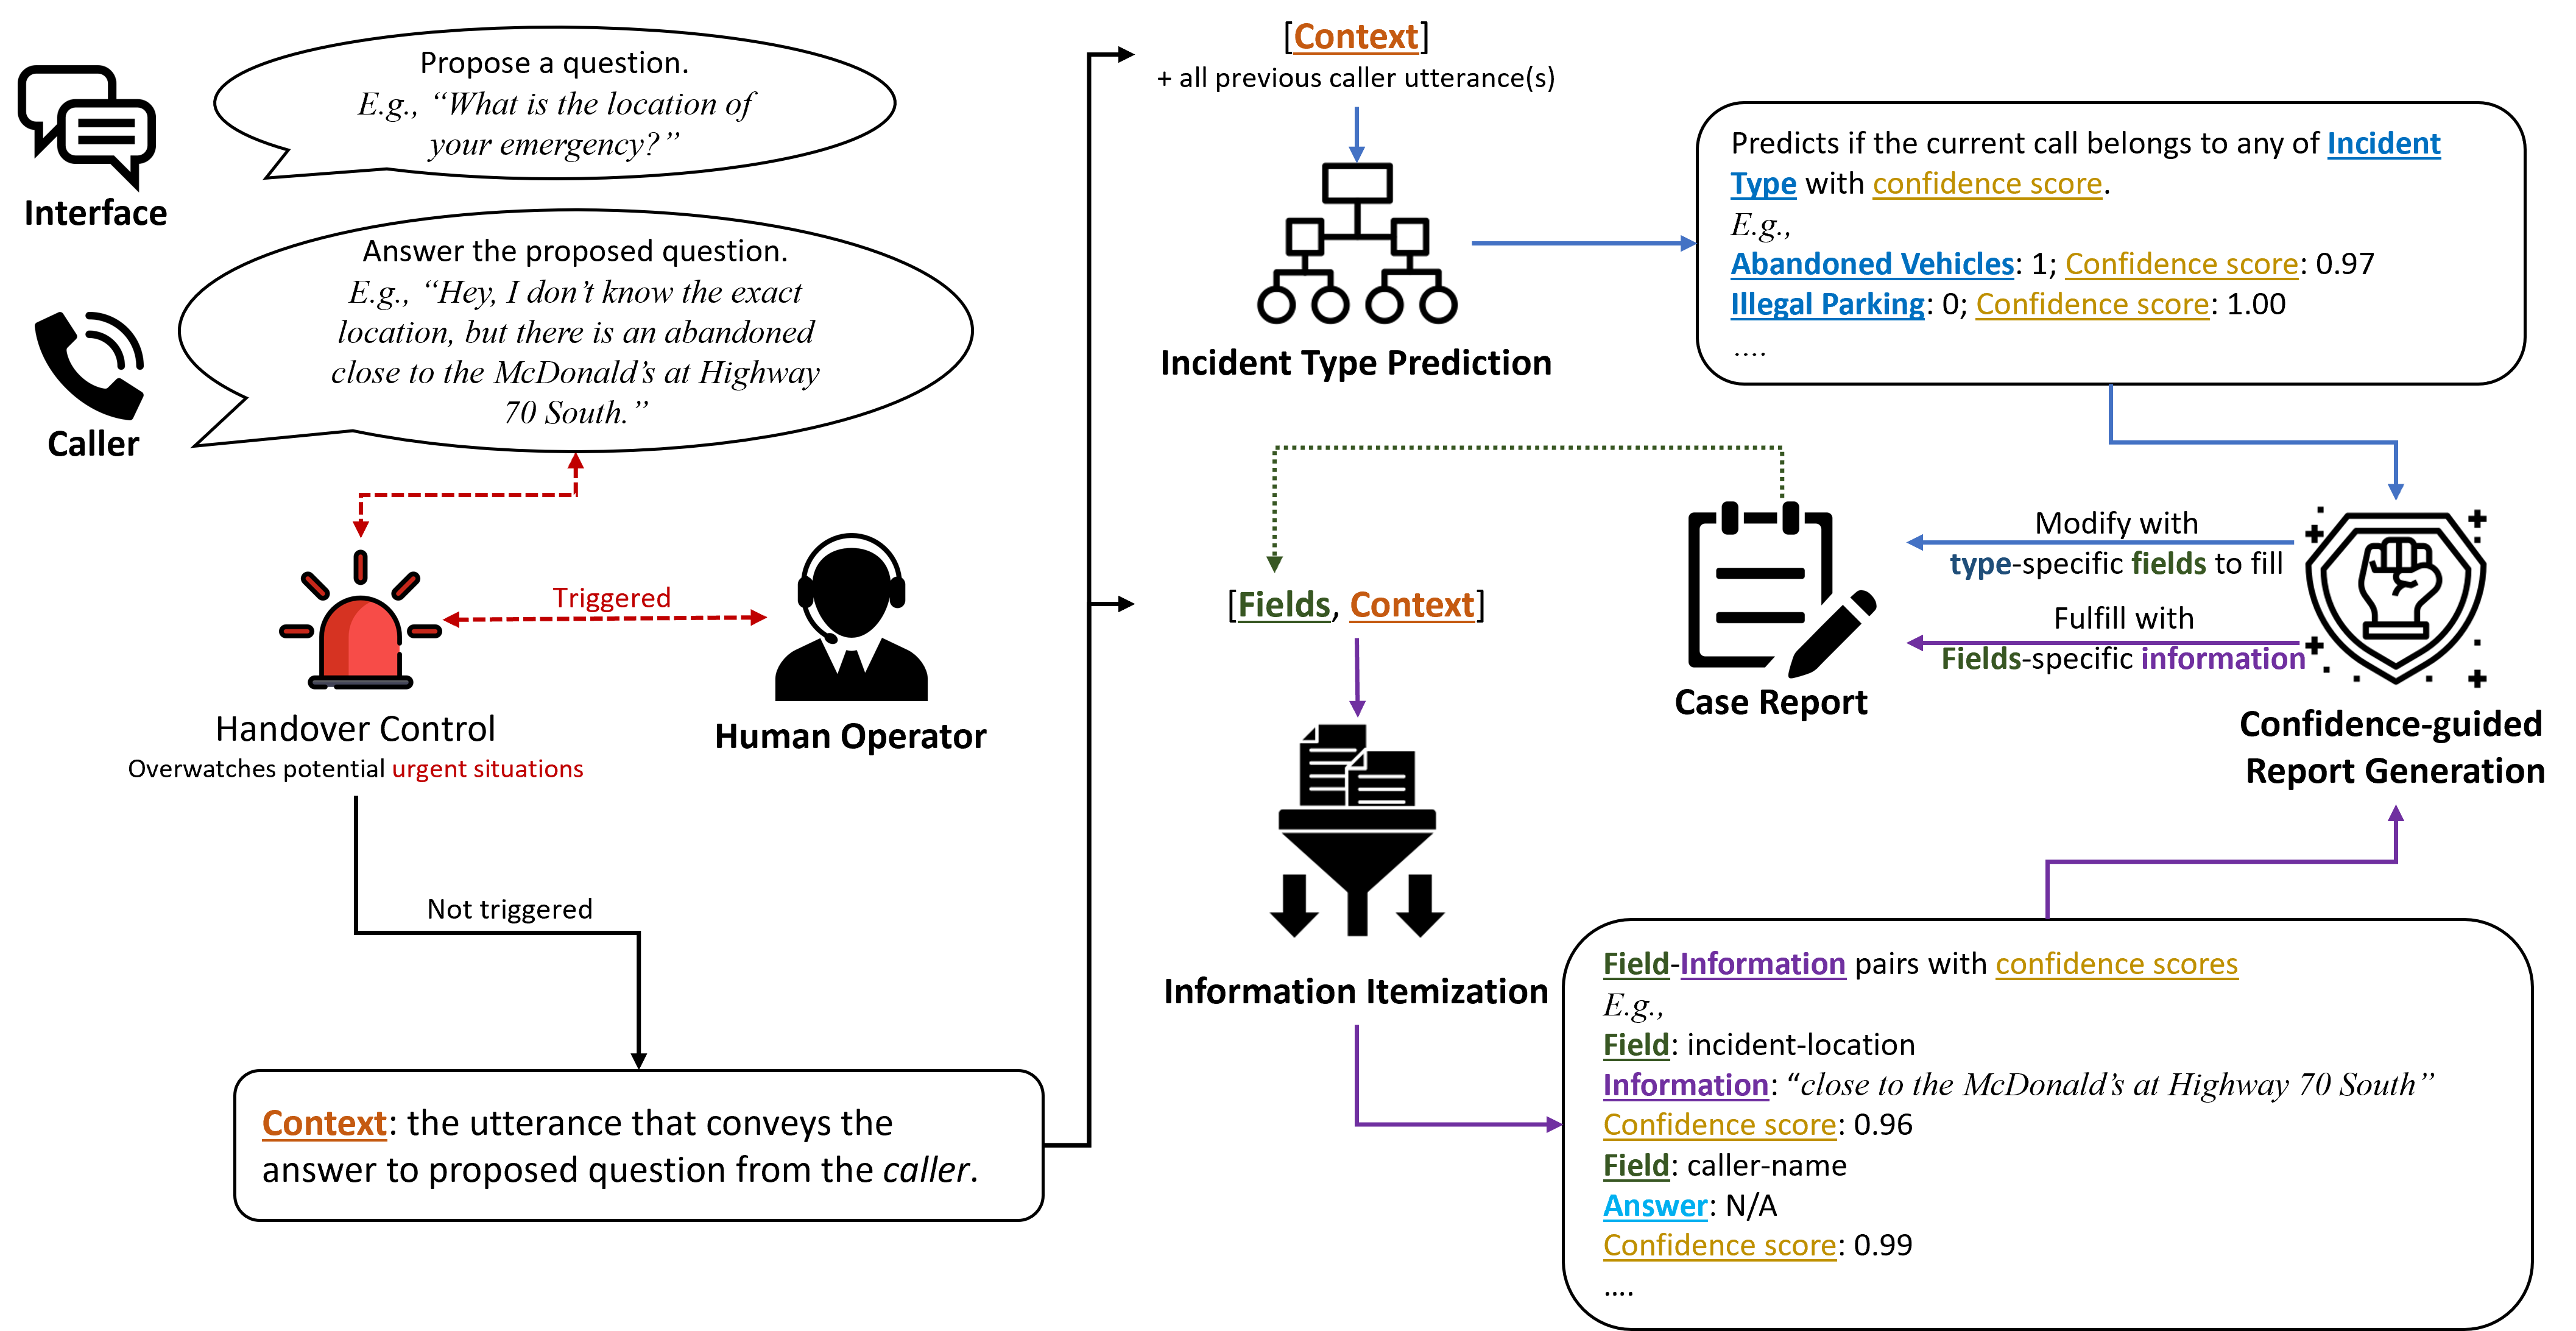 Interface
Propose a question.
E.g., “What is the location of
your emergency?”
Caller
Answer the proposed question.
E.g., “Hey, I don’t know the exact
location, but there is an abandoned
close to the McDonald’s at Highway
70 South.”
Triggered
Handover Control
Overwatches potential urgent situations
Human Operator
Not triggered
Context: the utterance that conveys the
answer to proposed question from the caller.
[Context]
+ all previous caller utterance(s)
Incident Type Prediction
Predicts if the current call belongs to any of Incident
Type with confidence score.
E.g.,
Abandoned Vehicles: 1; Confidence score: 0.97
Illegal Parking: 0; Confidence score: 1.00
....
[Fields, Context]
Information Itemization
Case Report
Modify with
type-specific fields to fill
Fulfill with
Fields-specific information
Confidence-guided
Report Generation
Field-Information pairs with confidence scores
E.g.,
Field: incident-location
Information: “close to the McDonald’s at Highway 70 South”
Confidence score: 0.96
Field: caller-name
Answer: N/A
Confidence score: 0.99
....